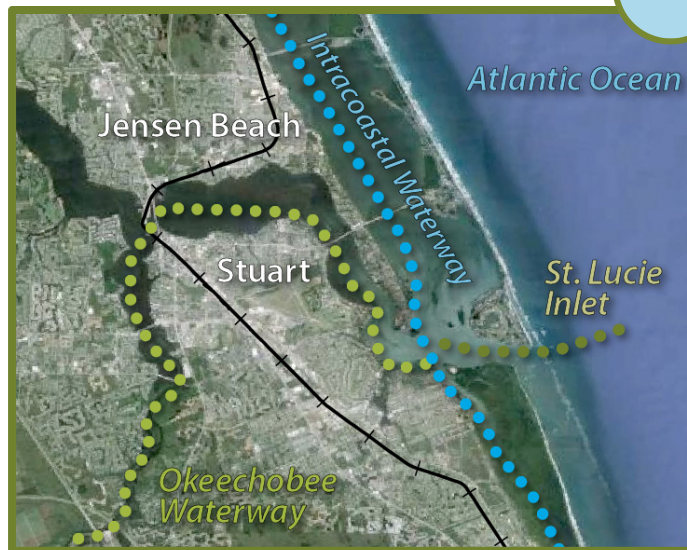 Atlantic Ocean
Intracoastal Waterway
Jensen Beach
Stuart
St. Lucie
Inlet
Okeechobee
Waterway